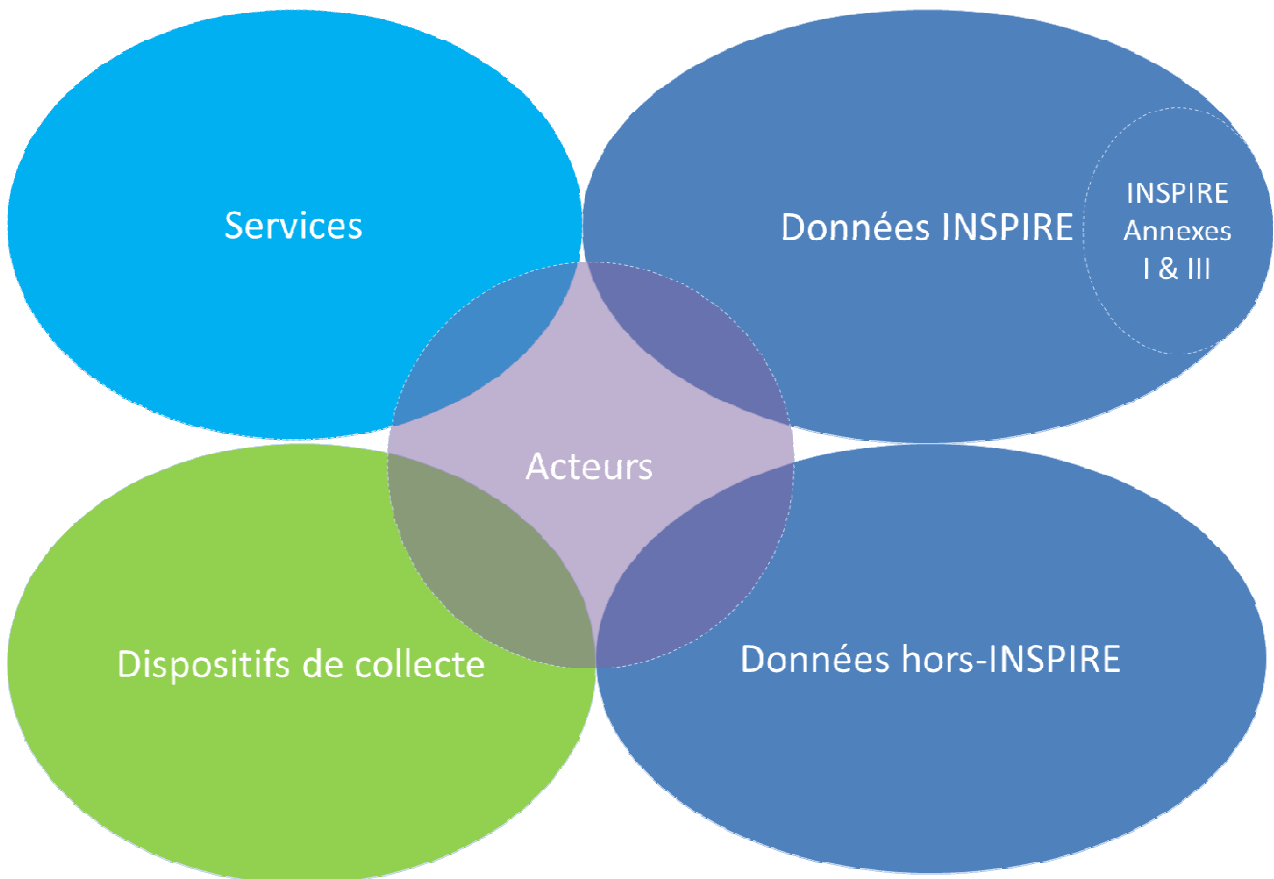 Services
Données INSPIRE
INSPIRE
Annexes
I & III
Acteurs
Dispositifs de collecte
Données hors-INSPIRE